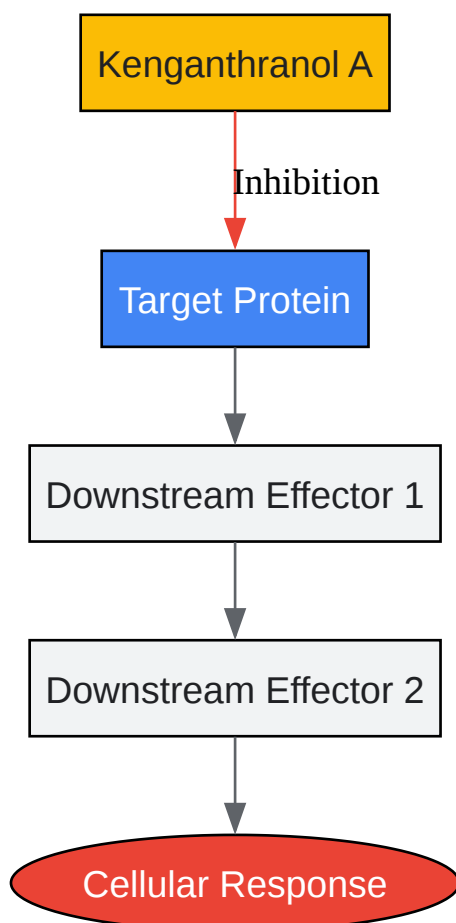 Kenganthranol A
Inhibition
Target Protein
Downstream Effector 1
Downstream Effector 2
Cellular Response